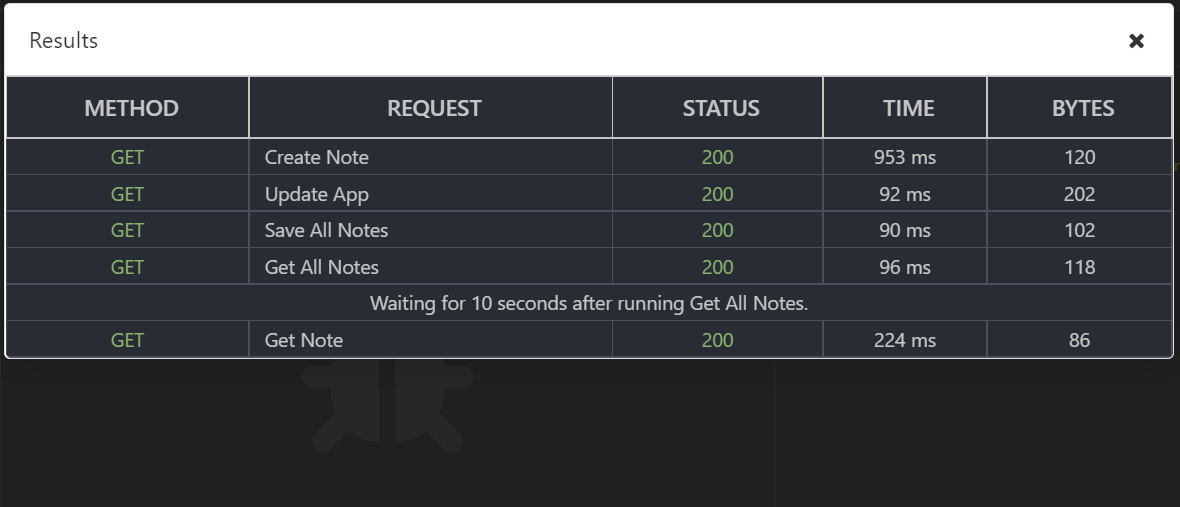 Results
METHOD REQUEST STATUS TIME BYTES
GET Create Note 200 953 ms 120
GET Update App 200 92 ms 202
GET Save All Notes 200 90 ms 102
GET Get All Notes 200 96 ms 118
Waiting for 10 seconds after running Get All Notes.
GET Get Note 200 224 ms 86